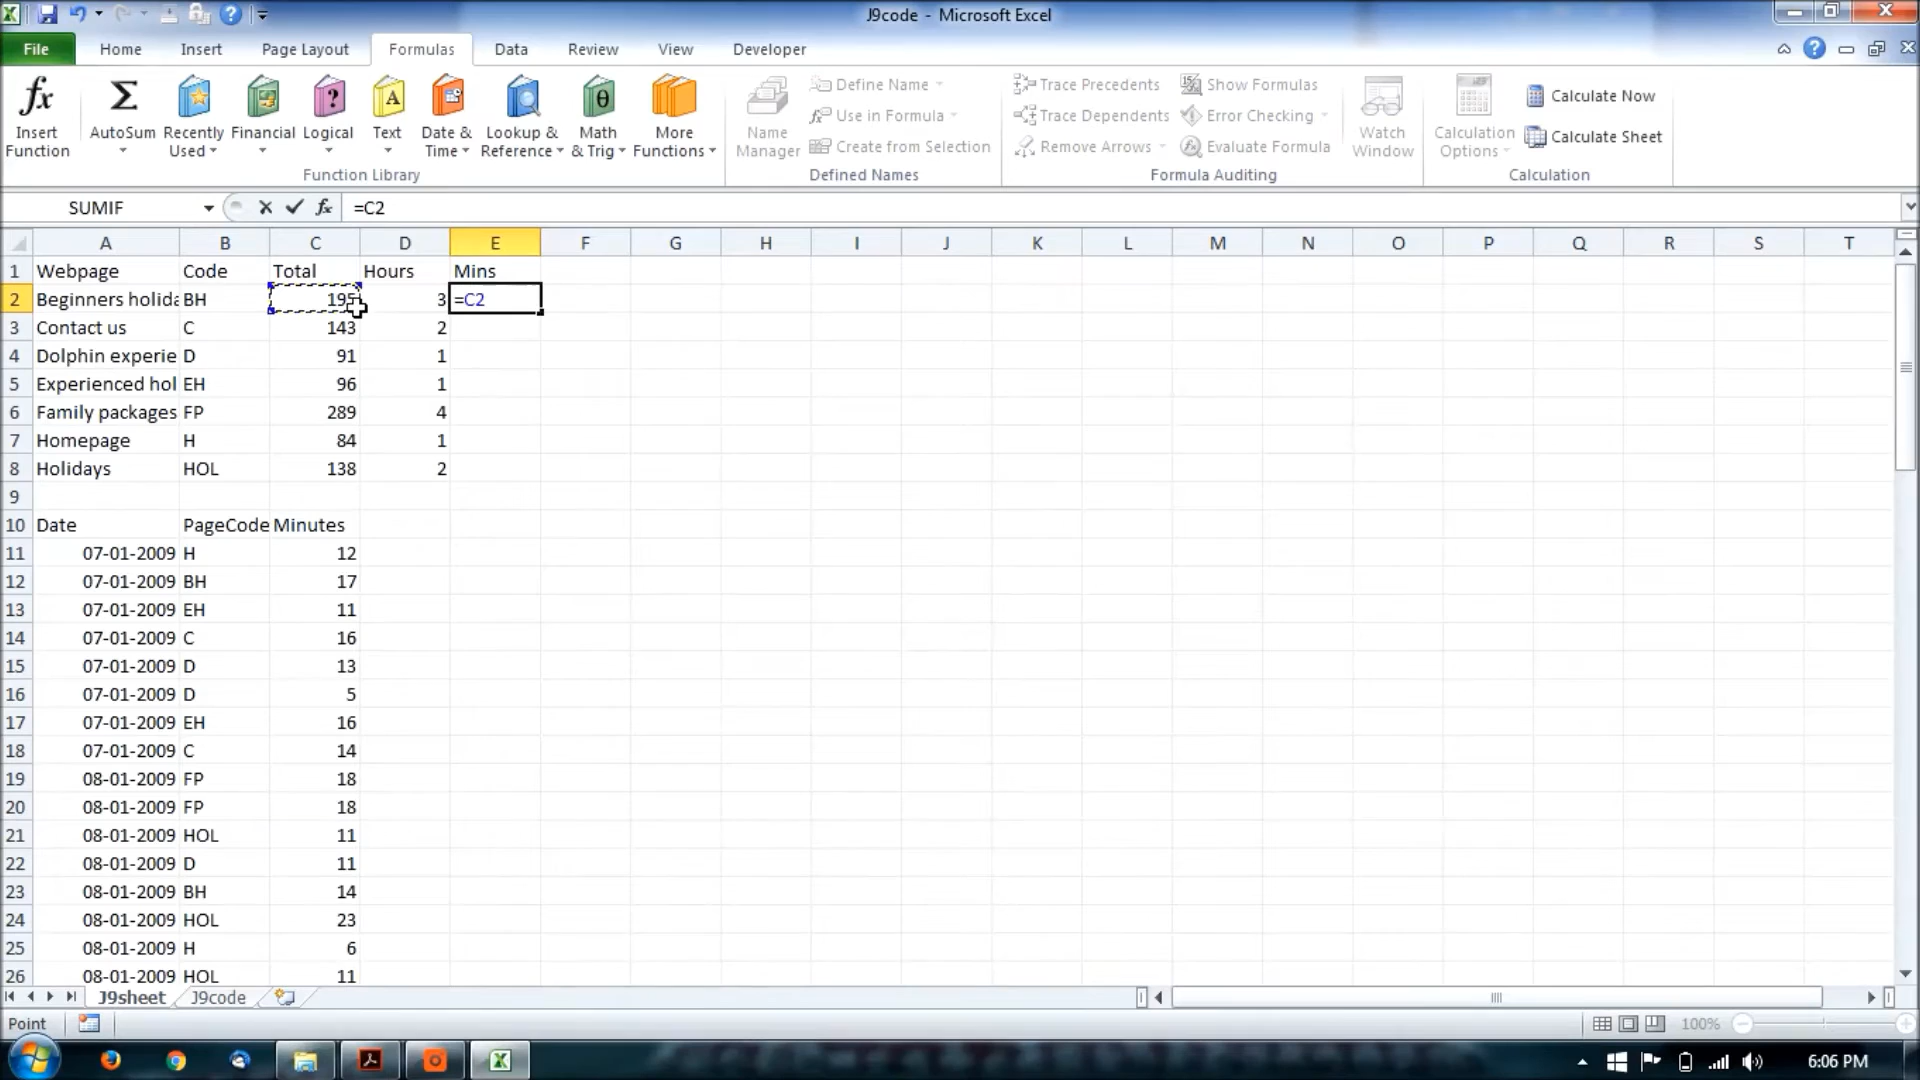 J9code - Microsoft Excel
File Home Insert Page Layout Formulas Data Review View Developer
Insert Function
AutoSum
Recently Used
Financial
Logical
Text
Date & Time
Lookup & Reference
Math & Trig
More Functions
Function Library
Name Manager
Define Name
Use in Formula
Create from Selection
Defined Names
Trace Precedents
Trace Dependents
Remove Arrows
Show Formulas
Error Checking
Evaluate Formula
Formula Auditing
Watch Window
Calculation Options
Calculate Now
Calculate Sheet
Calculation
SUMIF fx =C2
A B C D E F G H I J K L M N O P Q R S T
1 Webpage Code Total Hours Mins
2 Beginners holida BH 195 3 =C2
3 Contact us C 143 2
4 Dolphin experie D 91 1
5 Experienced hol EH 96 1
6 Family packages FP 289 4
7 Homepage H 84 1
8 Holidays HOL 138 2
9
10 Date PageCode Minutes
11 07-01-2009 H 12
12 07-01-2009 BH 17
13 07-01-2009 EH 11
14 07-01-2009 C 16
15 07-01-2009 D 13
16 07-01-2009 D 5
17 07-01-2009 EH 16
18 07-01-2009 C 14
19 08-01-2009 FP 18
20 08-01-2009 FP 18
21 08-01-2009 HOL 11
22 08-01-2009 D 11
23 08-01-2009 BH 14
24 08-01-2009 HOL 23
25 08-01-2009 H 6
26 08-01-2009 HOL 11
J9sheet J9code
Point 100%
6:06 PM